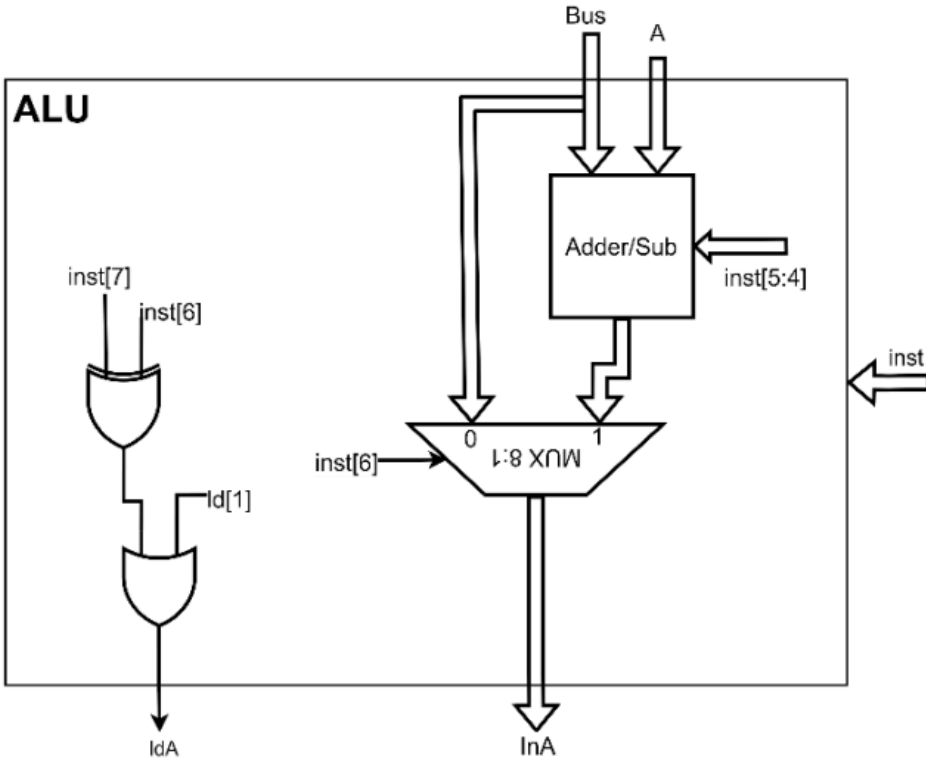 Bus
A
ALU
Adder/Sub
inst[5:4]
inst[7]
inst[6]
inst
0
1
MUX 8:1
inst[6]
ld[1]
ldA
InA